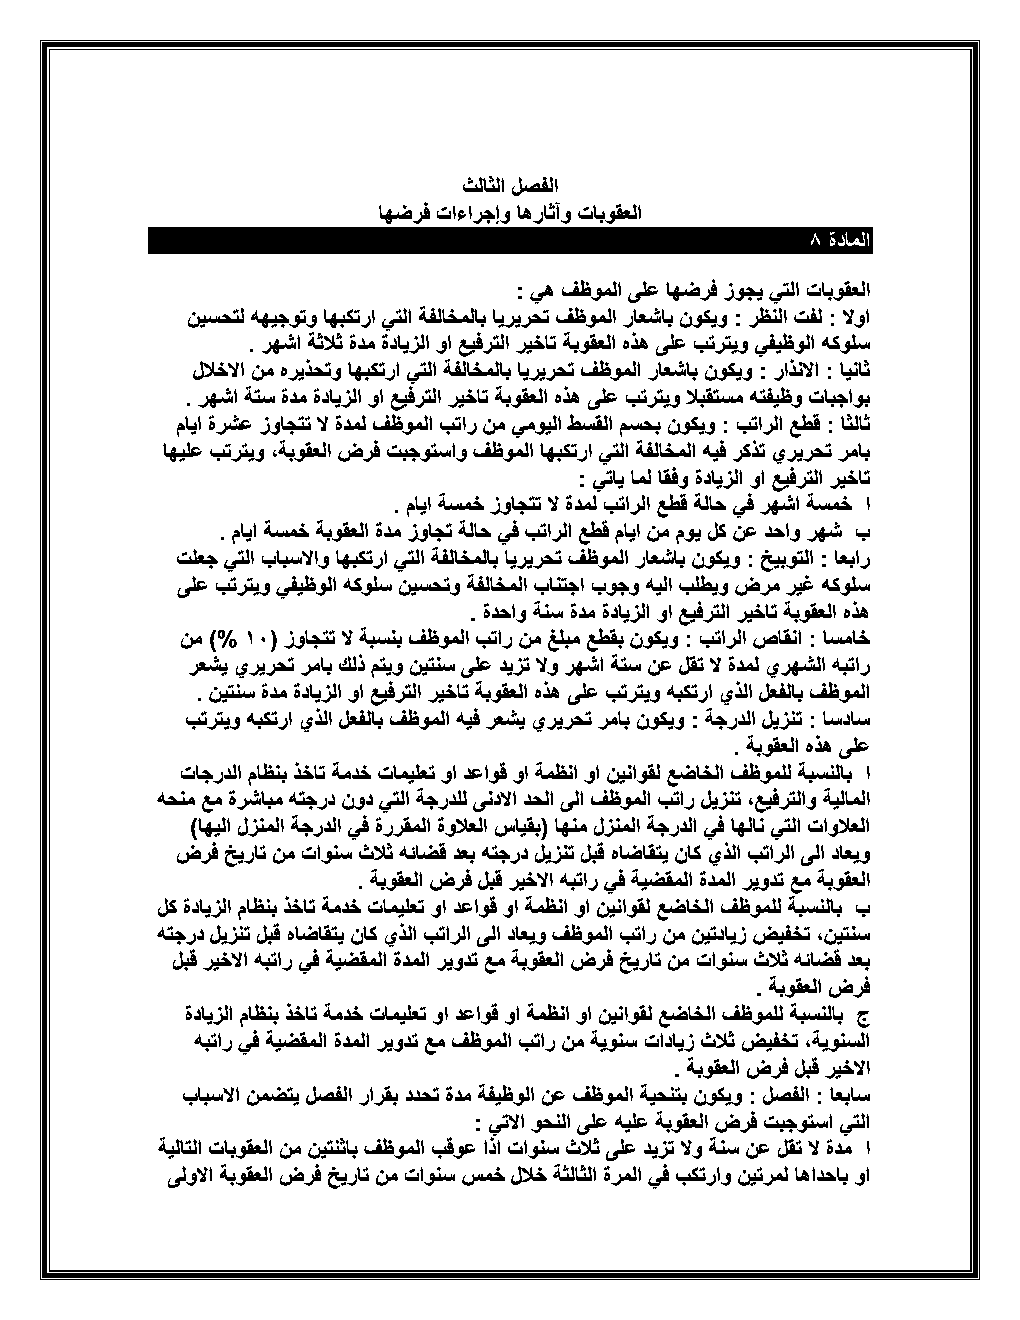 الفصل الثالث
العقوبات وآثارها وإجراءات فرضها
المادة ٨
العقوبات التي يجوز فرضها على الموظف هي :
اولا : لفت النظر : ويكون باشعار الموظف تحريريا بالمخالفة التي ارتكبها وتوجيهه لتحسين
سلوكه الوظيفي ويترتب على هذه العقوبة تاخير الترفيع او الزيادة مدة ثلاثة اشهر .
ثانيا : الانذار : ويكون باشعار الموظف تحريريا بالمخالفة التي ارتكبها وتحذيره من الاخلال
بواجبات وظيفته مستقبلا ويترتب على هذه العقوبة تاخير الترفيع او الزيادة مدة ستة اشهر .
ثالثا : قطع الراتب : ويكون بحسم القسط اليومي من راتب الموظف لمدة لا تتجاوز عشرة ايام
بامر تحريري تذكر فيه المخالفة التي ارتكبها الموظف واستوجبت فرض العقوبة، ويترتب عليها
تاخير الترفيع او الزيادة وفقا لما ياتي :
ا خمسة اشهر في حالة قطع الراتب لمدة لا تتجاوز خمسة ايام .
ب شهر واحد عن كل يوم من ايام قطع الراتب في حالة تجاوز مدة العقوبة خمسة ايام .
رابعا : التوبيخ : ويكون باشعار الموظف تحريريا بالمخالفة التي ارتكبها والاسباب التي جعلت
سلوكه غير مرض ويطلب اليه وجوب اجتناب المخالفة وتحسين سلوكه الوظيفي ويترتب على
هذه العقوبة تاخير الترفيع او الزيادة مدة سنة واحدة .
خامسا : انقاص الراتب : ويكون بقطع مبلغ من راتب الموظف بنسبة لا تتجاوز (١٠ %) من
راتبه الشهري لمدة لا تقل عن ستة اشهر ولا تزيد على سنتين ويتم ذلك بامر تحريري يشعر
الموظف بالفعل الذي ارتكبه ويترتب على هذه العقوبة تاخير الترفيع او الزيادة مدة سنتين .
سادسا : تنزيل الدرجة : ويكون بامر تحريري يشعر فيه الموظف بالفعل الذي ارتكبه ويترتب
على هذه العقوبة .
ا بالنسبة للموظف الخاضع لقوانين او انظمة او قواعد او تعليمات خدمة تاخذ بنظام الدرجات
المالية والترفيع، تنزيل راتب الموظف الى الحد الادنى للدرجة التي دون درجته مباشرة مع منحه
العلاوات التي نالها في الدرجة المنزل منها (بقياس العلاوة المقررة في الدرجة المنزل اليها)
ويعاد الى الراتب الذي كان يتقاضاه قبل تنزيل درجته بعد قضائه ثلاث سنوات من تاريخ فرض
العقوبة مع تدوير المدة المقضية في راتبه الاخير قبل فرض العقوبة .
ب بالنسبة للموظف الخاضع لقوانين او انظمة او قواعد او تعليمات خدمة تاخذ بنظام الزيادة كل
سنتين، تخفيض زيادتين من راتب الموظف ويعاد الى الراتب الذي كان يتقاضاه قبل تنزيل درجته
بعد قضائه ثلاث سنوات من تاريخ فرض العقوبة مع تدوير المدة المقضية في راتبه الاخير قبل
فرض العقوبة .
ج بالنسبة للموظف الخاضع لقوانين او انظمة او قواعد او تعليمات خدمة تاخذ بنظام الزيادة
السنوية، تخفيض ثلاث زيادات سنوية من راتب الموظف مع تدوير المدة المقضية في راتبه
الاخير قبل فرض العقوبة .
سابعا : الفصل : ويكون بتنحية الموظف عن الوظيفة مدة تحدد بقرار الفصل يتضمن الاسباب
التي استوجبت فرض العقوبة عليه على النحو الاتي :
ا مدة لا تقل عن سنة ولا تزيد على ثلاث سنوات اذا عوقب الموظف باثنتين من العقوبات التالية
او باحداها لمرتين وارتكب في المرة الثالثة خلال خمس سنوات من تاريخ فرض العقوبة الاولى